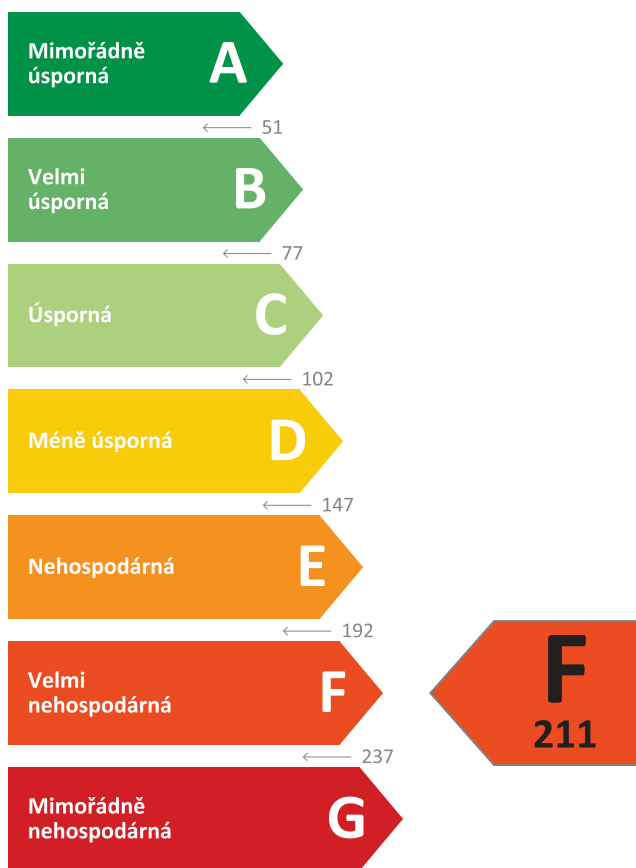 Mimořádně
úsporná
A
51
Velmi
úsporná
B
77
Úsporná
C
102
Méně úsporná
D
147
Nehospodárná
E
192
Velmi
nehospodárná
F
F
211
237
Mimořádně
nehospodárná
G